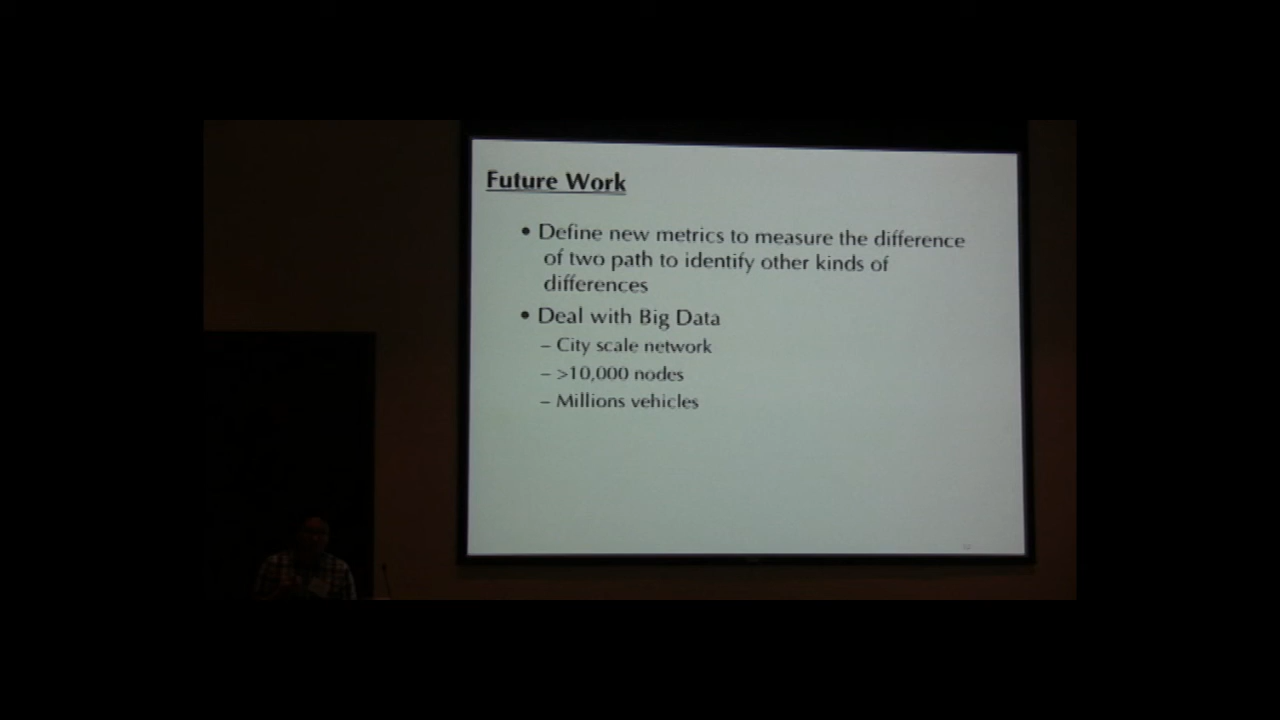 Future Work
• Define new metrics to measure the difference
of two path to identify other kinds of
differences
• Deal with Big Data
– City scale network
– >10,000 nodes
– Millions vehicles